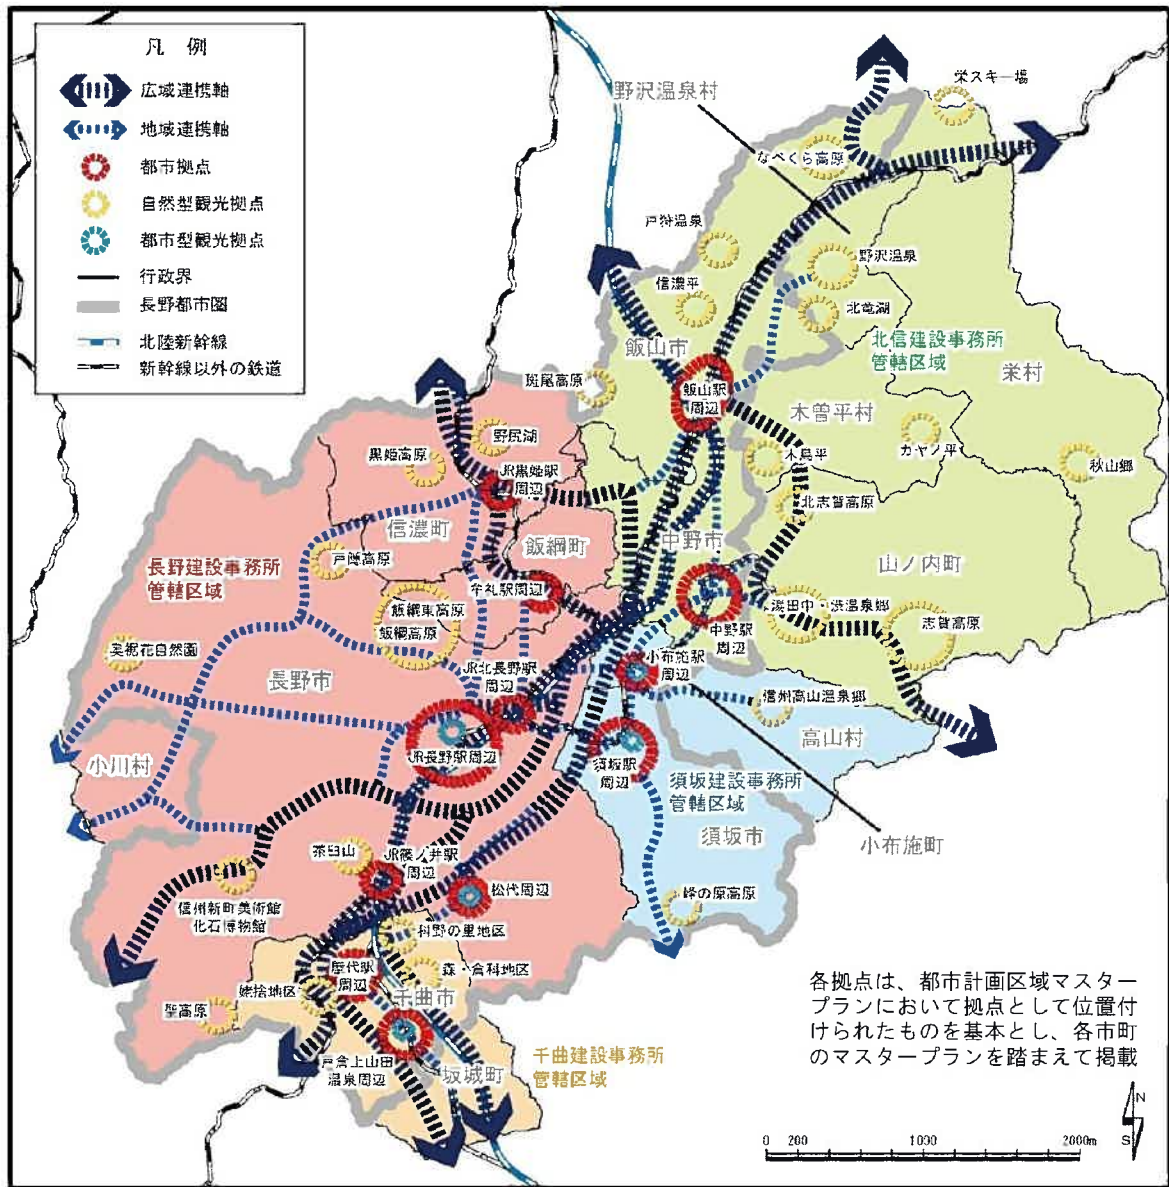 凡 例
広域連携軸
地域連携軸
都市拠点
自然型観光拠点
都市型観光拠点
行政界
長野都市圏
北陸新幹線
新幹線以外の鉄道
野沢温泉村
栄スキー場
なべくら高原
戸狩温泉
野沢温泉
信濃平
北竜湖
飯山市
北信建設事務所
管轄区域
栄村
斑尾高原
飯山駅
周辺
木曽平村
カヤノ平
秋山郷
木島平
北志賀高原
野尻湖
黒姫高原
JR黒姫駅
周辺
信濃町
飯綱町
中野市
山ノ内町
戸隠高原
長野建設事務所
管轄区域
牟礼駅周辺
飯綱東高原
飯綱高原
湯田中・渋温泉郷
志賀高原
中野駅
周辺
奥裾花自然園
JR北長野駅
周辺
小布施駅
周辺
長野市
信州高山温泉郷
高山村
JR長野駅周辺
須坂駅
周辺
小川村
須坂建設事務所
管轄区域
須坂市
小布施町
茶臼山
JR篠ノ井駅
周辺
松代周辺
峰の原高原
信州新町美術館
化石博物館
科野の里地区
森・倉科地区
屋代駅
周辺
姨捨地区
千曲市
聖高原
戸倉上山田
温泉周辺
坂城町
千曲建設事務所
管轄区域
各拠点は、都市計画区域マスター
プランにおいて拠点として位置付
けられたものを基本とし、各市町
のマスタープランを踏まえて掲載
N
S
0 200 1000 2000m